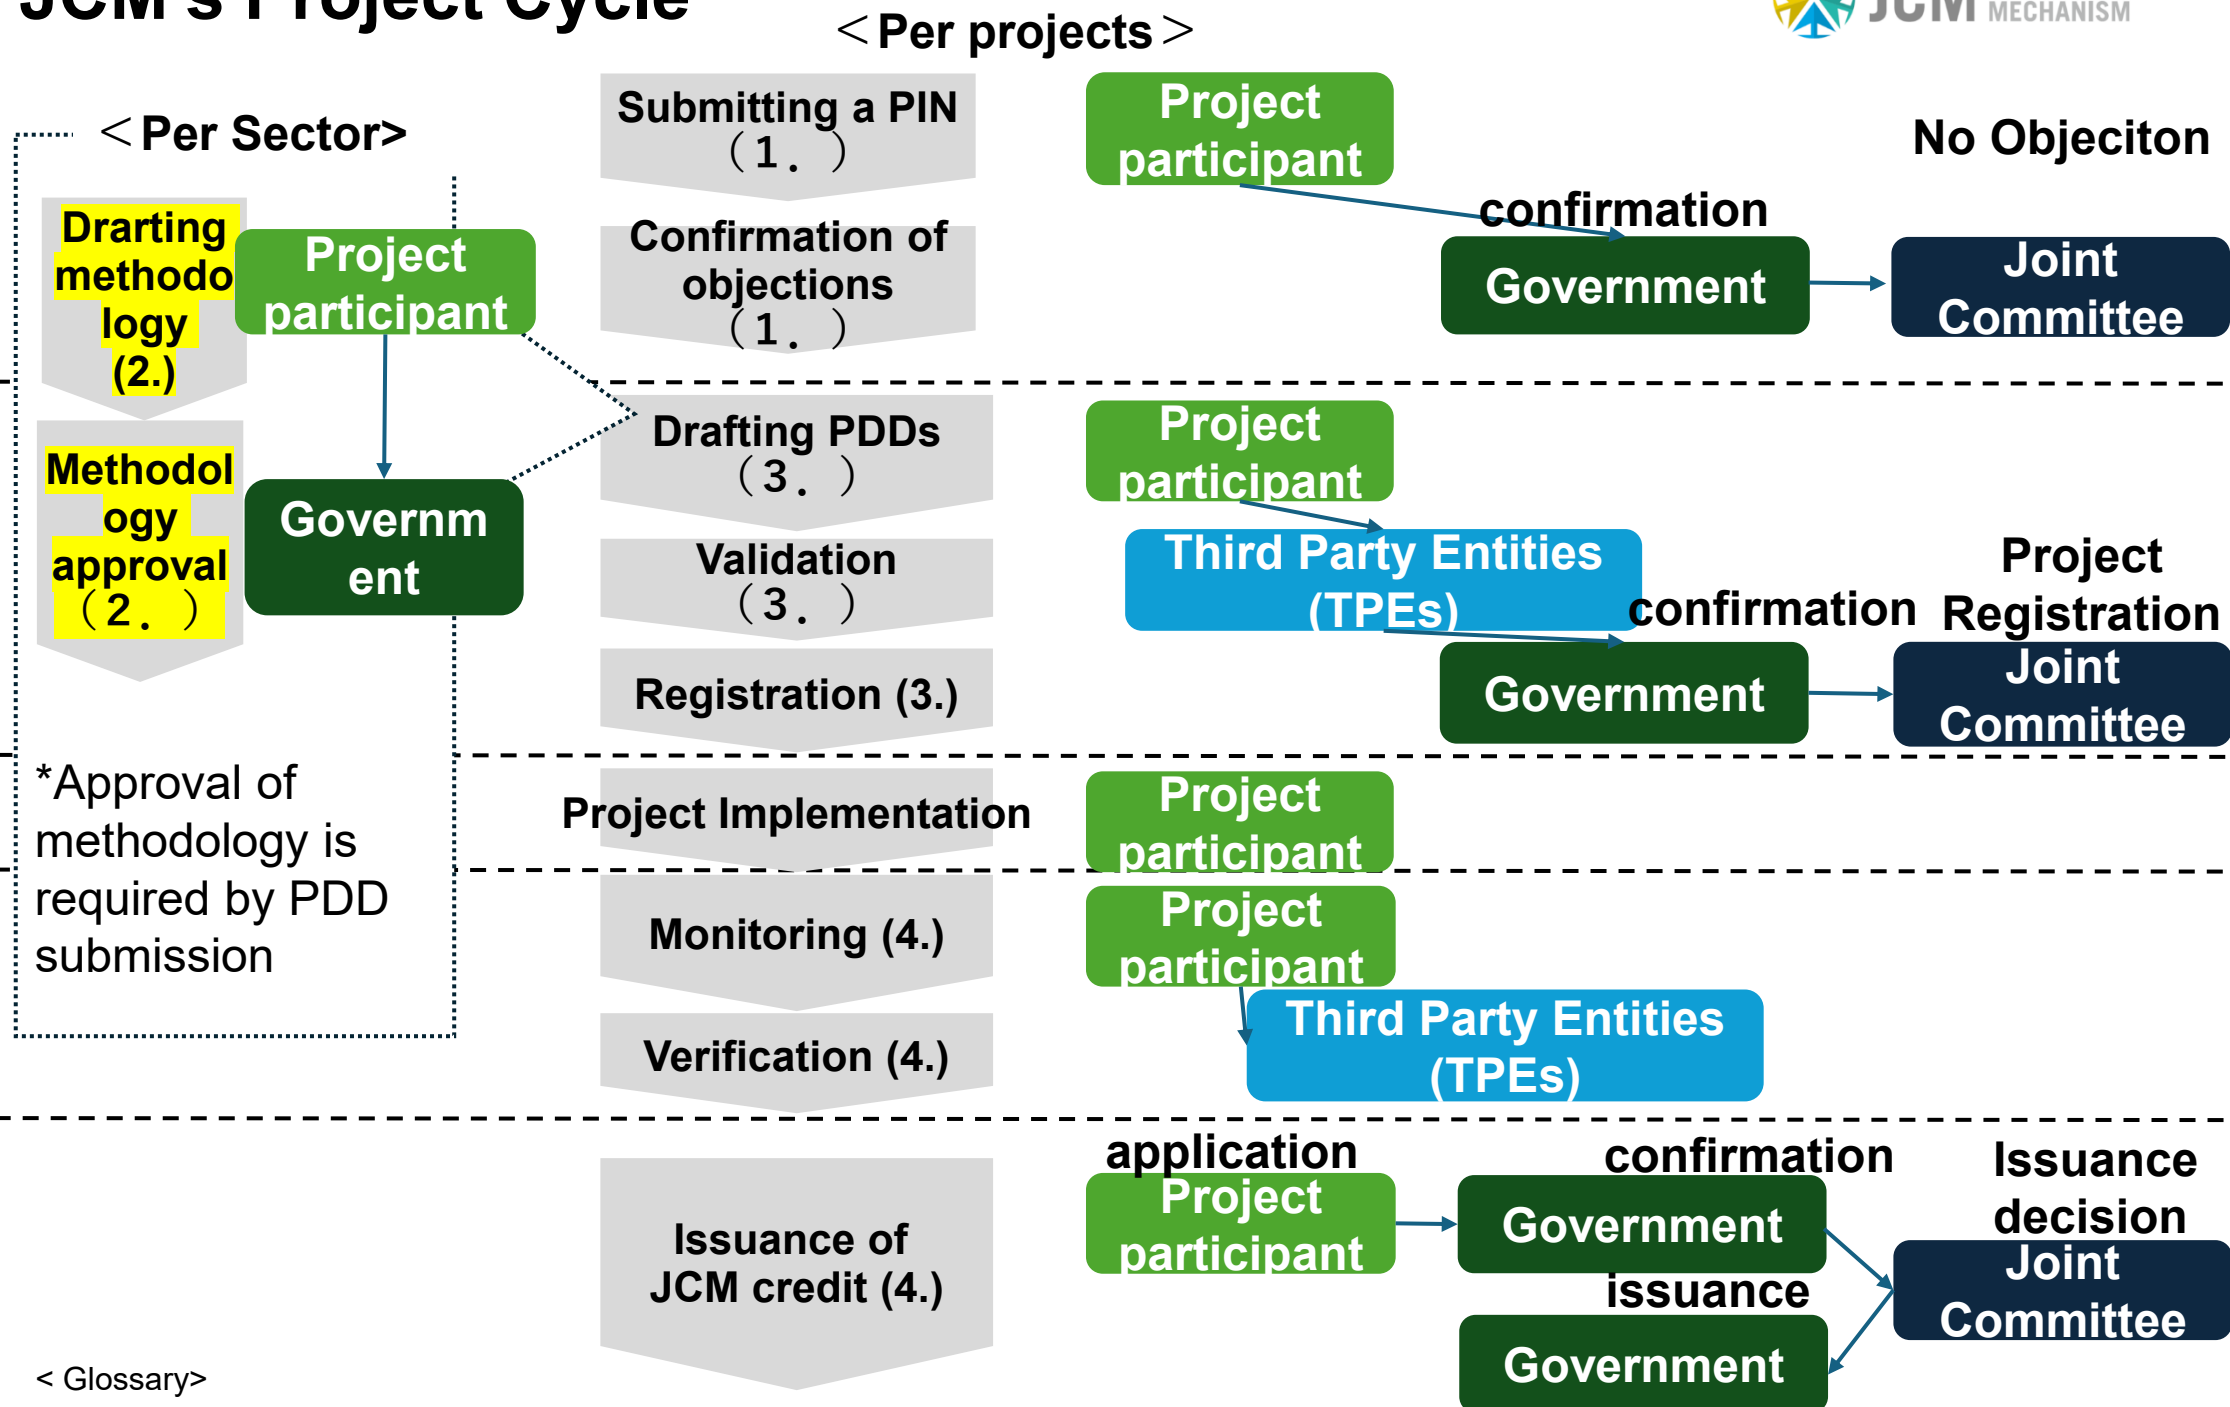 JCM's Project Cycle
JCM MECHANISM
＜Per projects＞
＜Per Sector>
Drarting
methodo
logy
(2.)
Project
participant
Methodol
ogy
approval
（2. ）
Governm
ent
*Approval of
methodology is
required by PDD
submission
Submitting a PIN
（1. ）
Project
participant
No Objeciton
Confirmation of
objections
（1. ）
confirmation
Government
Joint
Committee
Drafting PDDs
（3. ）
Project
participant
Validation
（3. ）
Third Party Entities
(TPEs)
confirmation
Project
Registration
Registration (3.)
Government
Joint
Committee
Project Implementation
Project
participant
Monitoring (4.)
Project
participant
Verification (4.)
Third Party Entities
(TPEs)
Issuance of
JCM credit (4.)
application
Project
participant
confirmation
Government
Issuance
decision
Joint
Committee
issuance
Government
< Glossary>